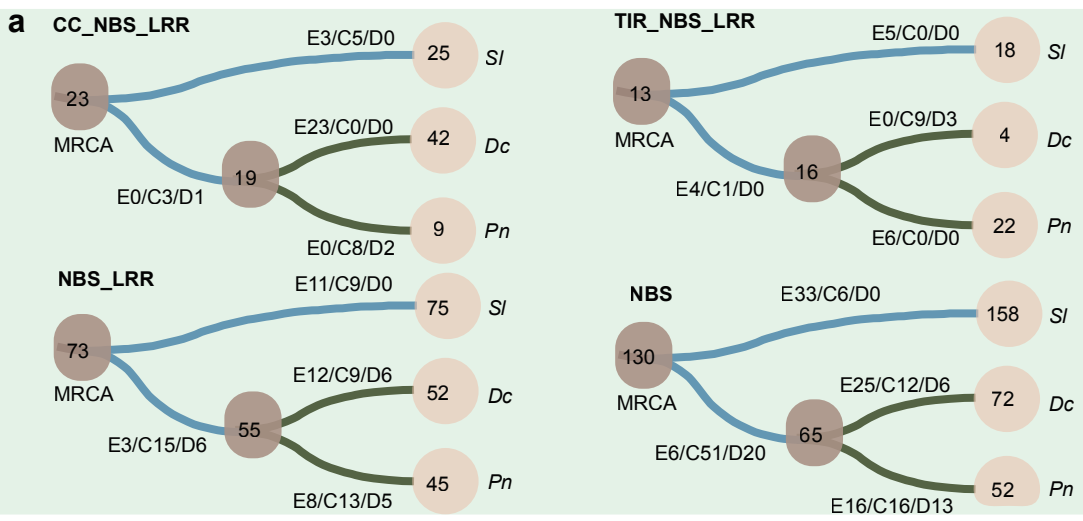 a
CC_NBS_LRR
E3/C5/D0
25
Sl
23
MRCA
E23/C0/D0
42
Dc
19
E0/C3/D1
9
Pn
E0/C8/D2
TIR_NBS_LRR
E5/C0/D0
18
Sl
13
MRCA
E0/C9/D3
4
Dc
16
E4/C1/D0
22
Pn
E6/C0/D0
NBS_LRR
E11/C9/D0
75
Sl
73
MRCA
E12/C9/D6
52
Dc
55
E3/C15/D6
45
Pn
E8/C13/D5
NBS
E33/C6/D0
158
Sl
130
MRCA
E25/C12/D6
72
Dc
65
E6/C51/D20
52
Pn
E16/C16/D13